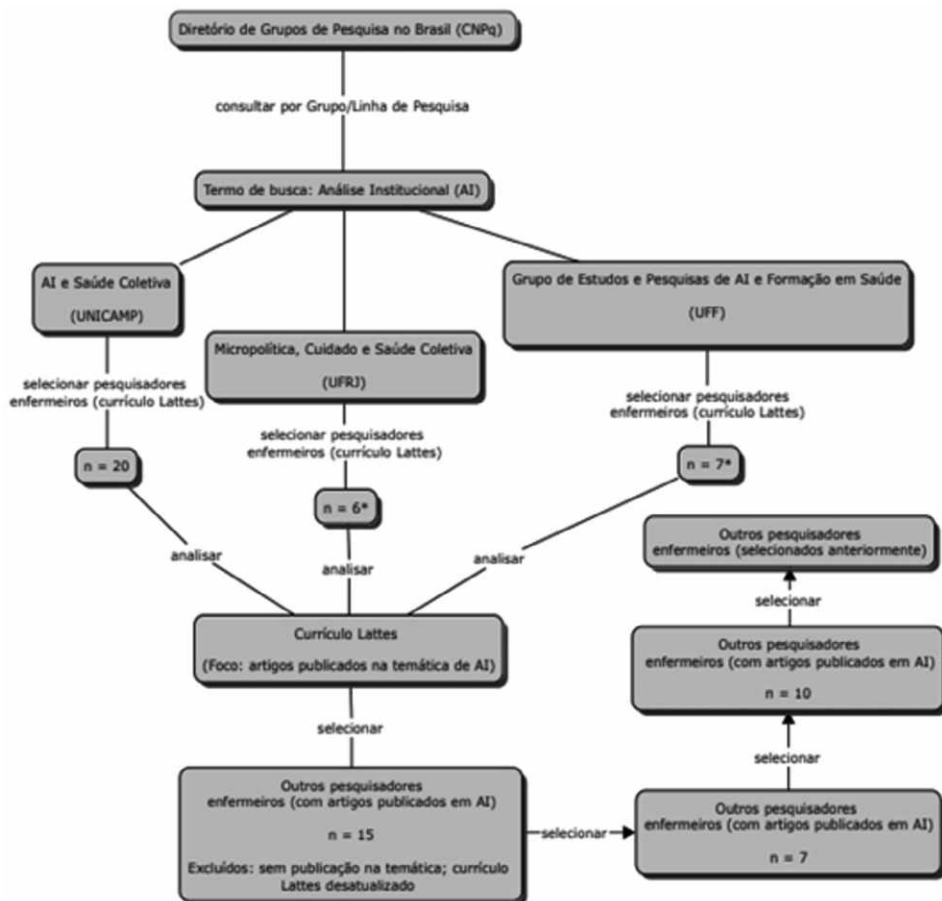 Diretório de Grupos de Pesquisa no Brasil (CNPq)
consultar por Grupo/Linha de Pesquisa
Termo de busca: Análise Institucional (AI)
AI e Saúde Coletiva
(UNICAMP)
Micropolítica, Cuidado e Saúde Coletiva
(UFRJ)
Grupo de Estudos e Pesquisas de AI e Formação em Saúde
(UFF)
selecionar pesquisadores
enfermeiros (currículo Lattes)
selecionar pesquisadores
enfermeiros (currículo Lattes)
selecionar pesquisadores
enfermeiros (currículo Lattes)
n = 20
n = 6*
n = 7*
analisar
analisar
analisar
Currículo Lattes
(Foco: artigos publicados na temática de AI)
selecionar
Outros pesquisadores
enfermeiros (com artigos publicados em AI)
n = 15
Excluídos: sem publicação na temática; currículo
Lattes desatualizado
selecionar
Outros pesquisadores
enfermeiros (com artigos publicados em AI)
n = 7
selecionar
Outros pesquisadores
enfermeiros (com artigos publicados em AI)
n = 10
selecionar
Outros pesquisadores
enfermeiros (selecionados anteriormente)